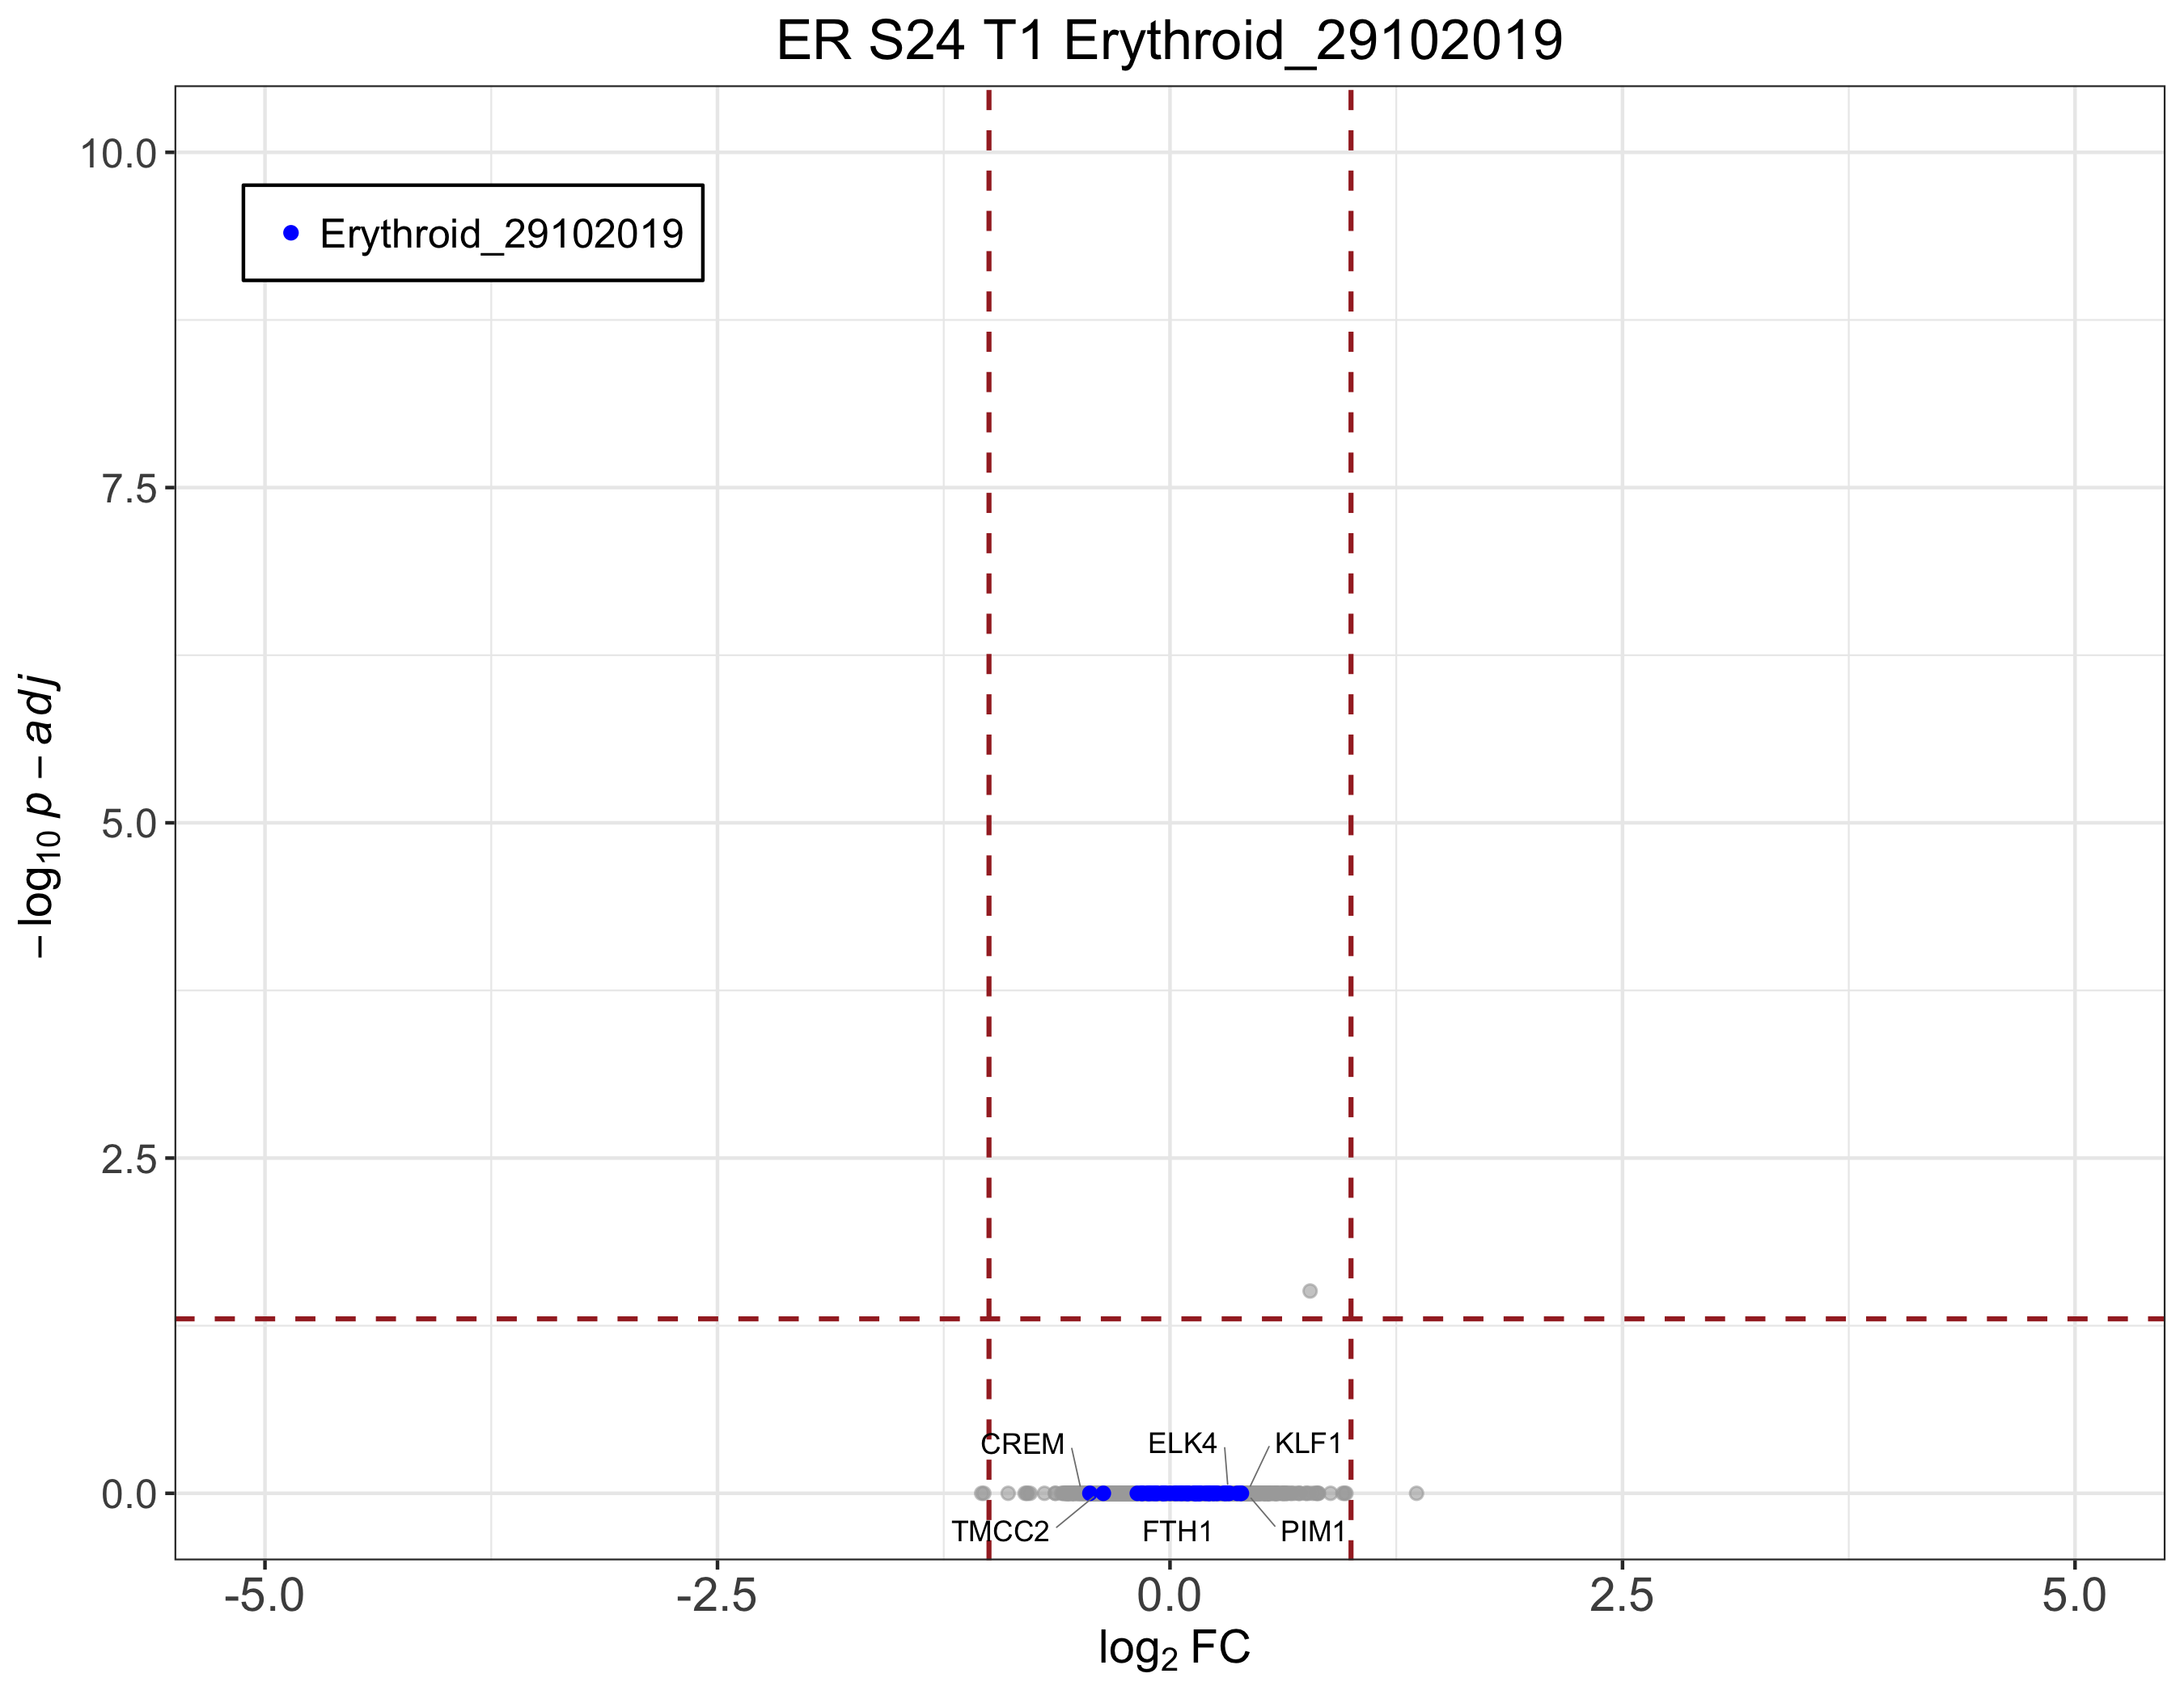 ER S24 T1 Erythroid_29102019
10.0
Erythroid_29102019
7.5
5.0
2.5
0.0
−log10 p − adj
CREM
ELK4
KLF1
TMCC2
FTH1
PIM1
-5.0
-2.5
0.0
2.5
5.0
log2 FC